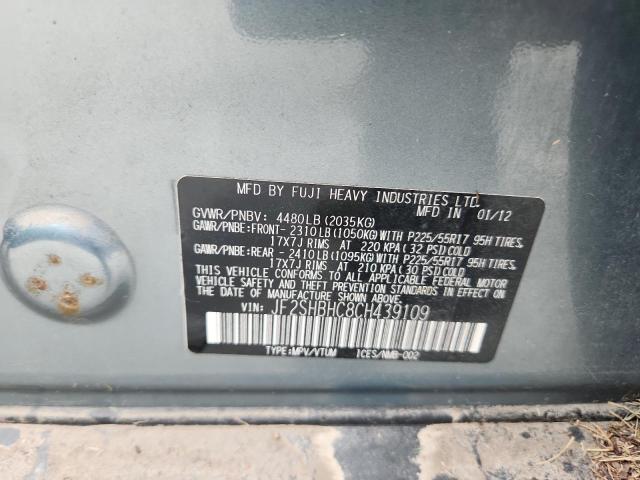 MFD BY FUJI HEAVY INDUSTRIES LTD.
MFD IN 01/12
GVWR/PNBV: 4480LB (2035KG)
GAWR/PNBE:FRONT- 2310LB(1050KG)WITH P225/55R17 95H TIRES,
17X7J RIMS AT 220 KPA(32 PSI)COLD
GAWR/PNBE:REAR - 2410LB(1095KG)WITH P225/55R17 95H TIRES,
17X7J RIMS AT 210 KPA(30 PSI)COLD
THIS VEHICLE CONFORMS TO ALL APPLICABLE FEDERAL MOTOR
VEHICLE SAFETY,BUMPER,AND THEFT PREVENTION STANDARDS IN
EFFECT ON THE DATE OF MANUFACTURE SHOWN ABOVE.
VIN: JF2SHBHC8CH439109
TYPE:MPV/VTUM ICES/NMB-002